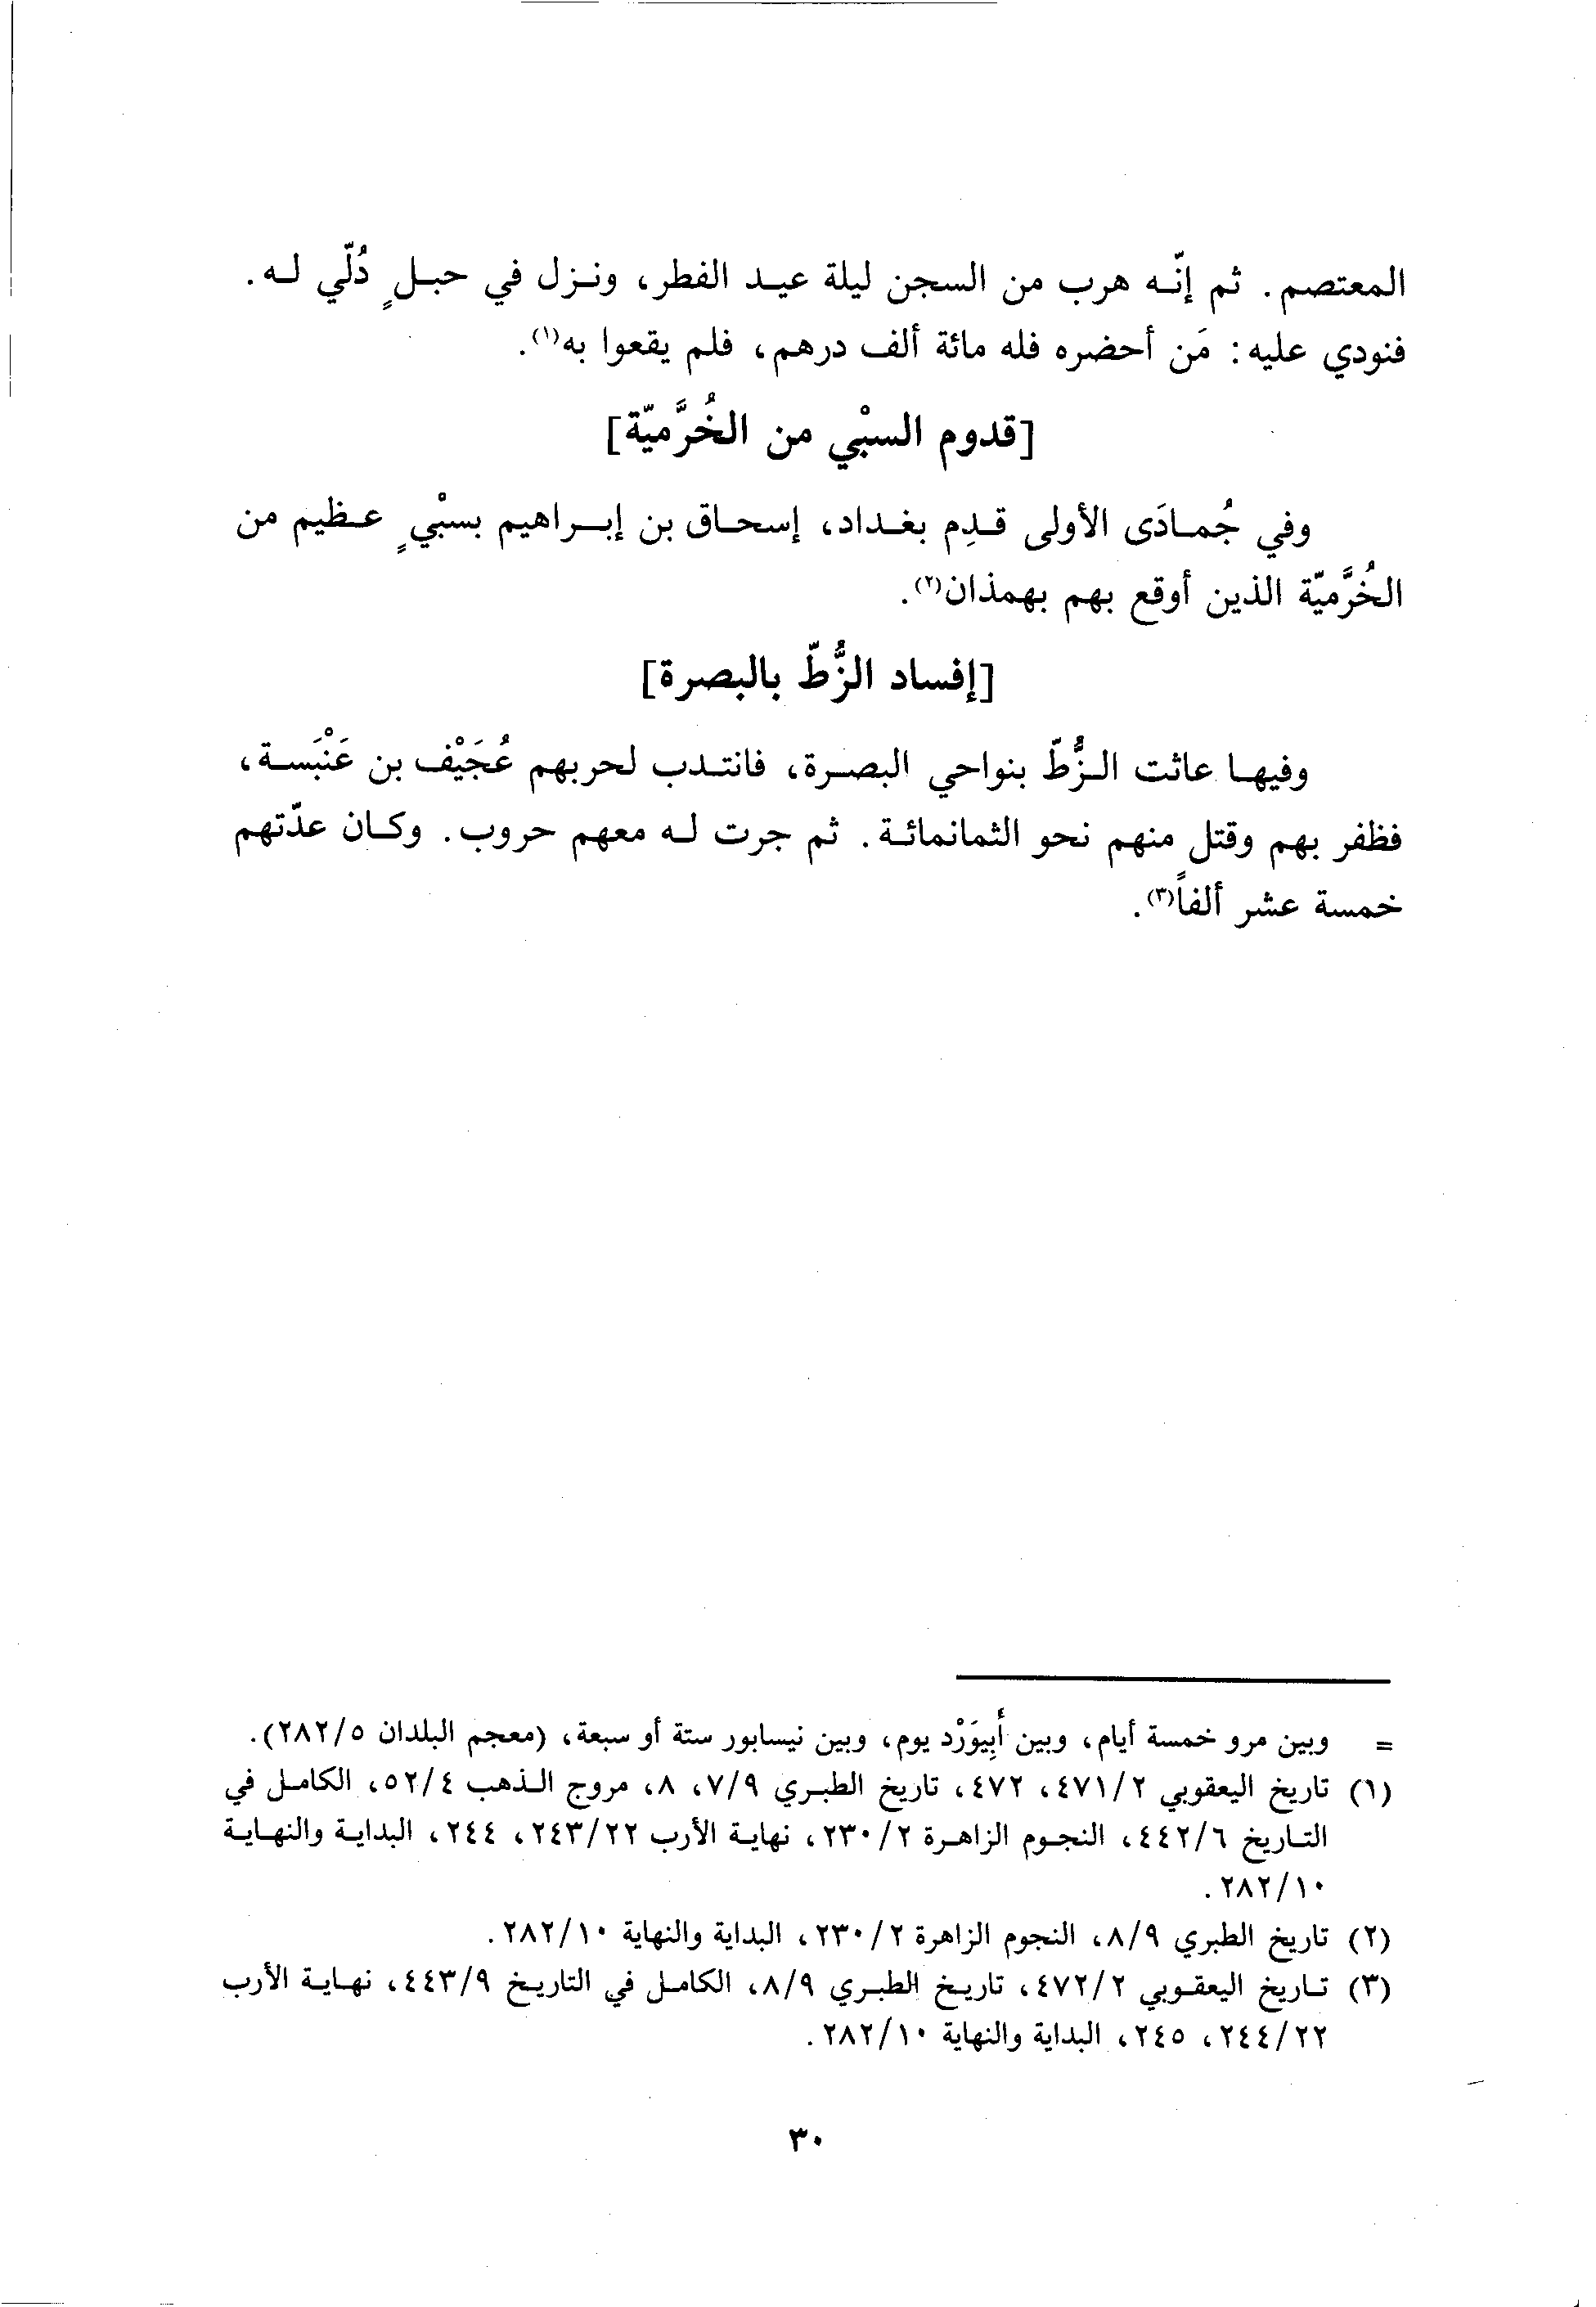 المعتصم. ثم إنّه هرب من السجن ليلة عيد الفطر، ونزل في حبلٍ دُلّي له.
فنودي عليه: مَن أحضره فله مائة ألف درهم، فلم يقعوا به(١).
[قدوم السبْي من الخُرَّميّة]
وفي جُمادَى الأولى قدِم بغداد، إسحاق بن إبراهيم بسبْيٍ عظيم من
الخُرَّميّة الذين أوقع بهم بهمذان(٢).
[إفساد الزُّطّ بالبصرة]
وفيها عاثت الزُّطّ بنواحي البصرة، فانتدب لحربهم عُجَيْف بن عَنْبَسة،
فظفر بهم وقتل منهم نحو الثمانمائة. ثم جرت له معهم حروب. وكان عدّتهم
خمسة عشر ألفاً(٣).
= وبين مرو خمسة أيام، وبين أَبِيوَرْد يوم، وبين نيسابور ستة أو سبعة، (معجم البلدان ٢٨٢/٥).
(١) تاريخ اليعقوبي ٤٧١/٢، ٤٧٢، تاريخ الطبري ٧/٩، ٨، مروج الذهب ٥٢/٤، الكامل في
التاريخ ٤٤٢/٦، النجوم الزاهرة ٢٣٠/٢، نهاية الأرب ٢٤٣/٢٢، ٢٤٤، البداية والنهاية
٢٨٢/١٠.
(٢) تاريخ الطبري ٨/٩، النجوم الزاهرة ٢٣٠/٢، البداية والنهاية ٢٨٢/١٠.
(٣) تاريخ اليعقوبي ٤٧٢/٢، تاريخ الطبري ٨/٩، الكامل في التاريخ ٤٤٣/٩، نهاية الأرب
٢٤٤/٢٢، ٢٤٥، البداية والنهاية ٢٨٢/١٠.
٣٠